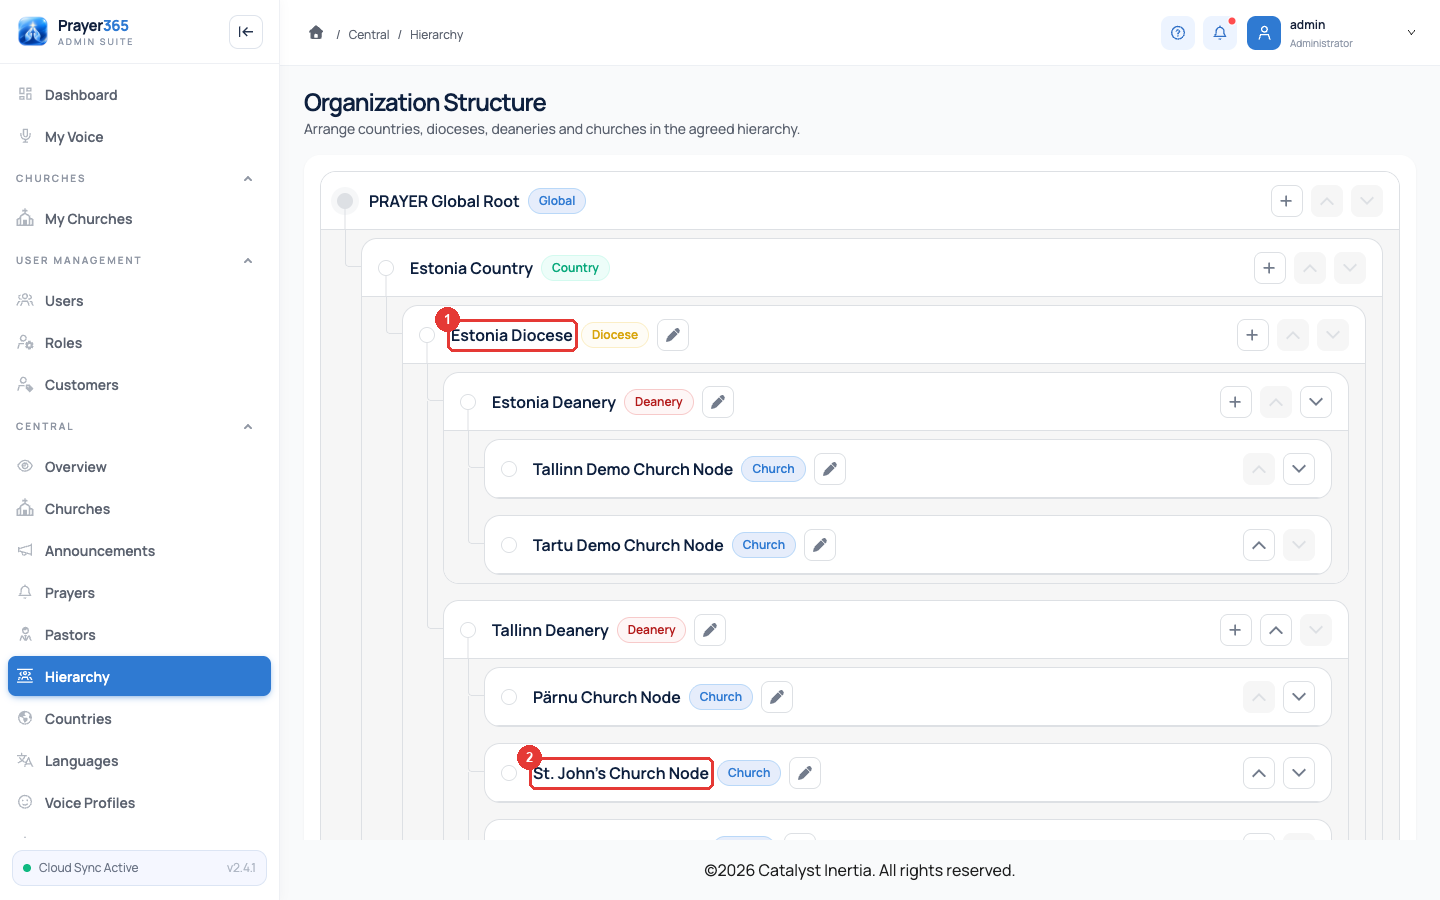 Prayer365
ADMIN SUITE
/ Central / Hierarchy
admin
Administrator
Dashboard
My Voice
CHURCHES
My Churches
USER MANAGEMENT
Users
Roles
Customers
CENTRAL
Overview
Churches
Announcements
Prayers
Pastors
Hierarchy
Countries
Languages
Voice Profiles
Cloud Sync Active v2.4.1
Organization Structure
Arrange countries, dioceses, deaneries and churches in the agreed hierarchy.
PRAYER Global Root Global
Estonia Country Country
1
Estonia Diocese Diocese
Estonia Deanery Deanery
Tallinn Demo Church Node Church
Tartu Demo Church Node Church
Tallinn Deanery Deanery
Pärnu Church Node Church
2
St. John's Church Node Church
©2026 Catalyst Inertia. All rights reserved.